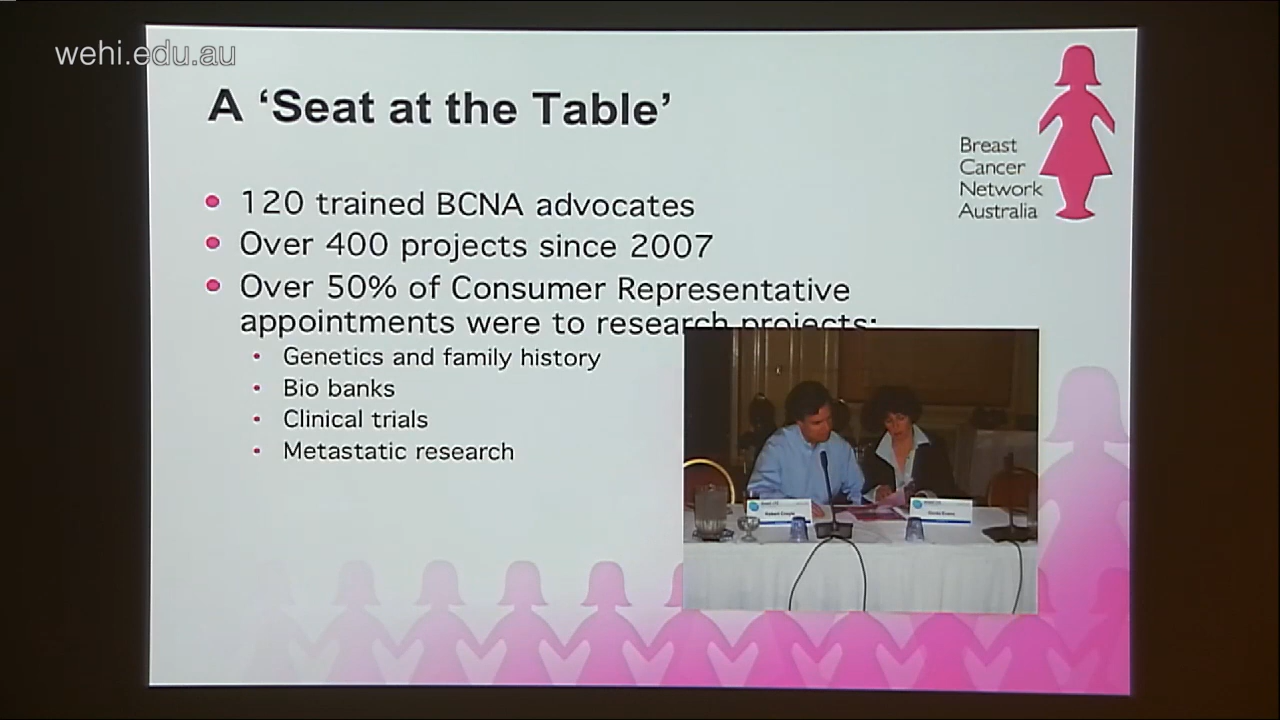 wehi.edu.au
A ‘Seat at the Table’
Breast
Cancer
Network
Australia
• 120 trained BCNA advocates
• Over 400 projects since 2007
• Over 50% of Consumer Representative
appointments were to research projects:
• Genetics and family history
• Bio banks
• Clinical trials
• Metastatic research